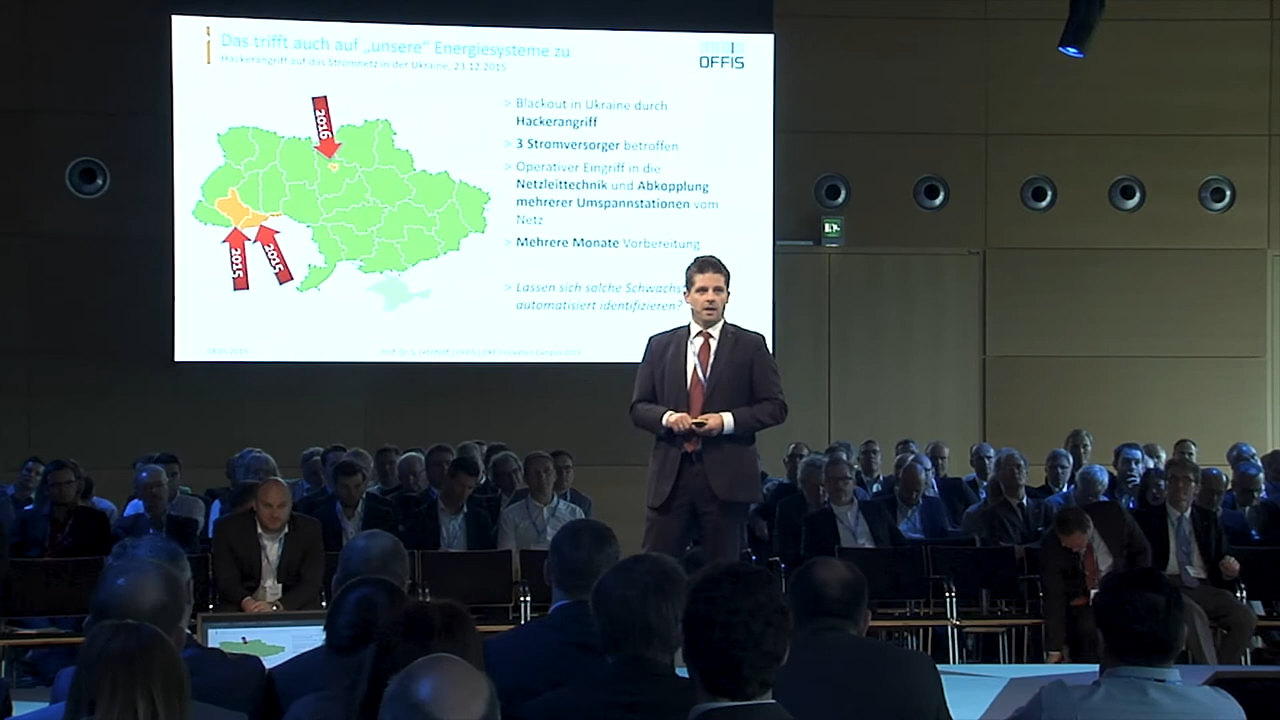 Das trifft auch auf „unsere“ Energiesysteme zu
Hackerangriff auf das Stromnetz in der Ukraine, 23.12.2015
OFFIS
> Blackout in Ukraine durch
Hackerangriff
> 3 Stromversorger betroffen
> Operativer Eingriff in die
Netzleittechnik und Abkopplung
mehrerer Umspannstationen vom
Netz
> Mehrere Monate Vorbereitung
> Lassen sich solche Schwachs
automatisiert identifizieren?
2016
2015
2015